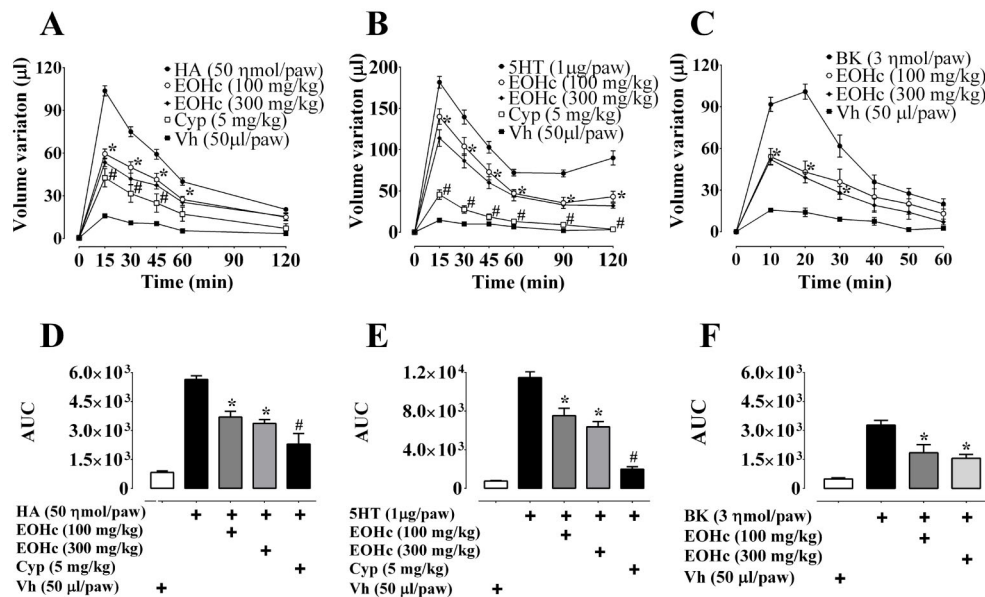 A
Volume variaton (µl)
120
90
60
30
0
HA (50 ηmol/paw)
EOHc (100 mg/kg)
EOHc (300 mg/kg)
Cyp (5 mg/kg)
Vh (50µl/paw)
* * * *
# # #
0 15 30 45 60 120
Time (min)
B
Volume variaton (µl)
200
150
100
50
0
5HT (1µg/paw)
EOHc (100 mg/kg)
EOHc (300 mg/kg)
Cyp (5 mg/kg)
Vh (50µl/paw)
* * * * * *
# # # # # #
0 15 30 45 60 90 120
Time (min)
C
Volume variaton (µl)
120
90
60
30
0
BK (3 ηmol/paw)
EOHc (100 mg/kg)
EOHc (300 mg/kg)
Vh (50µl/paw)
* * *
0 10 20 30 40 50 60
Time (min)
D
AUC
6.0×10³
4.5×10³
3.0×10³
1.5×10³
0
* * #
HA (50 ηmol/paw) + + + +
EOHc (100 mg/kg) +
EOHc (300 mg/kg) +
Cyp (5 mg/kg) +
Vh (50 µl/paw) +
E
AUC
1.2×10⁴
8.0×10³
4.0×10³
0
* * #
5HT (1µg/paw) + + + +
EOHc (100 mg/kg) +
EOHc (300 mg/kg) +
Cyp (5 mg/kg) +
Vh (50 µl/paw) +
F
AUC
6.0×10³
4.5×10³
3.0×10³
1.5×10³
0
* *
BK (3 ηmol/paw) + + +
EOHc (100 mg/kg) +
EOHc (300 mg/kg) +
Vh (50 µl/paw) +